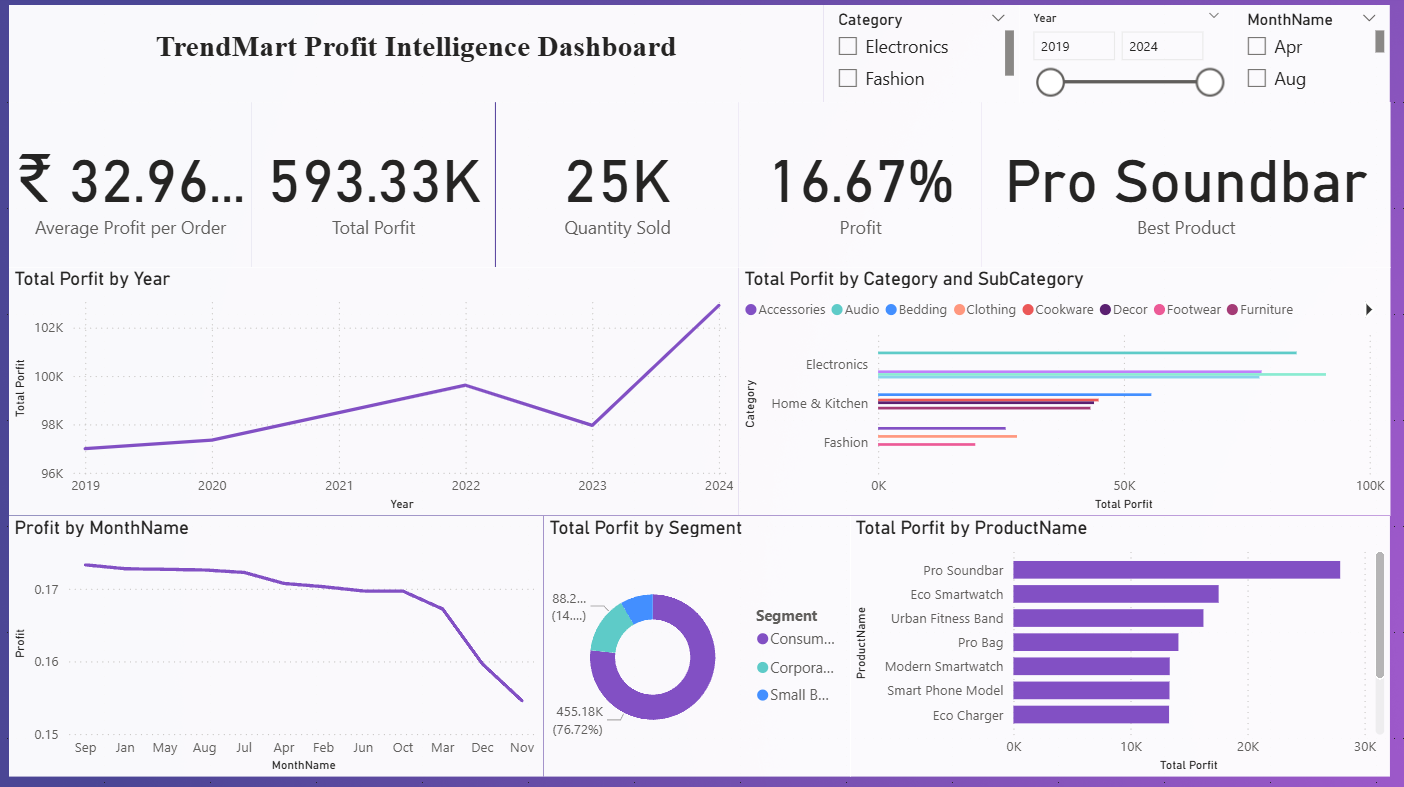 TrendMart Profit Intelligence Dashboard
Category
Electronics
Fashion
Year
2019
2024
MonthName
Apr
Aug
₹ 32.96...
Average Profit per Order
593.33K
Total Porfit
25K
Quantity Sold
16.67%
Profit
Pro Soundbar
Best Product
Total Porfit by Year
Total Porfit
102K
100K
98K
96K
2019 2020 2021 2022 2023 2024
Year
Total Porfit by Category and SubCategory
Accessories Audio Bedding Clothing Cookware Decor Footwear Furniture
Category
Electronics
Home & Kitchen
Fashion
0K 50K 100K
Total Porfit
Profit by MonthName
Profit
0.17
0.16
0.15
Sep Jan May Aug Jul Apr Feb Jun Oct Mar Dec Nov
MonthName
Total Porfit by Segment
88.2...
(14....)
455.18K
(76.72%)
Segment
Consum...
Corpora...
Small B...
Total Porfit by ProductName
ProductName
Pro Soundbar
Eco Smartwatch
Urban Fitness Band
Pro Bag
Modern Smartwatch
Smart Phone Model
Eco Charger
0K 10K 20K 30K
Total Porfit